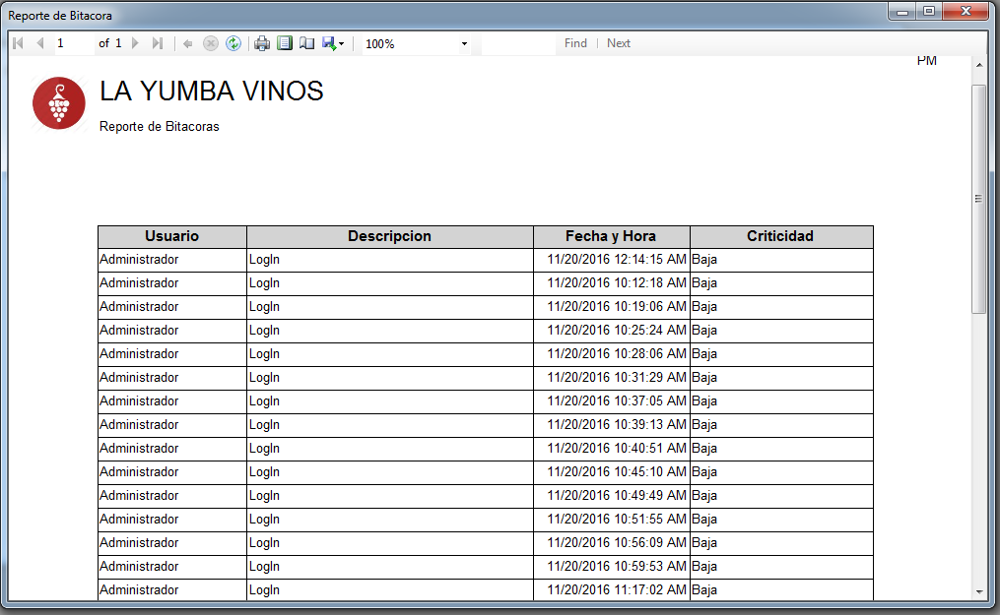 Reporte de Bitacora
1 of 1 100% Find Next
PM
LA YUMBA VINOS
Reporte de Bitacoras
Usuario Descripcion Fecha y Hora Criticidad
Administrador LogIn 11/20/2016 12:14:15 AM Baja
Administrador LogIn 11/20/2016 10:12:18 AM Baja
Administrador LogIn 11/20/2016 10:19:06 AM Baja
Administrador LogIn 11/20/2016 10:25:24 AM Baja
Administrador LogIn 11/20/2016 10:28:06 AM Baja
Administrador LogIn 11/20/2016 10:31:29 AM Baja
Administrador LogIn 11/20/2016 10:37:05 AM Baja
Administrador LogIn 11/20/2016 10:39:13 AM Baja
Administrador LogIn 11/20/2016 10:40:51 AM Baja
Administrador LogIn 11/20/2016 10:45:10 AM Baja
Administrador LogIn 11/20/2016 10:49:49 AM Baja
Administrador LogIn 11/20/2016 10:51:55 AM Baja
Administrador LogIn 11/20/2016 10:56:09 AM Baja
Administrador LogIn 11/20/2016 10:59:53 AM Baja
Administrador LogIn 11/20/2016 11:17:02 AM Baja